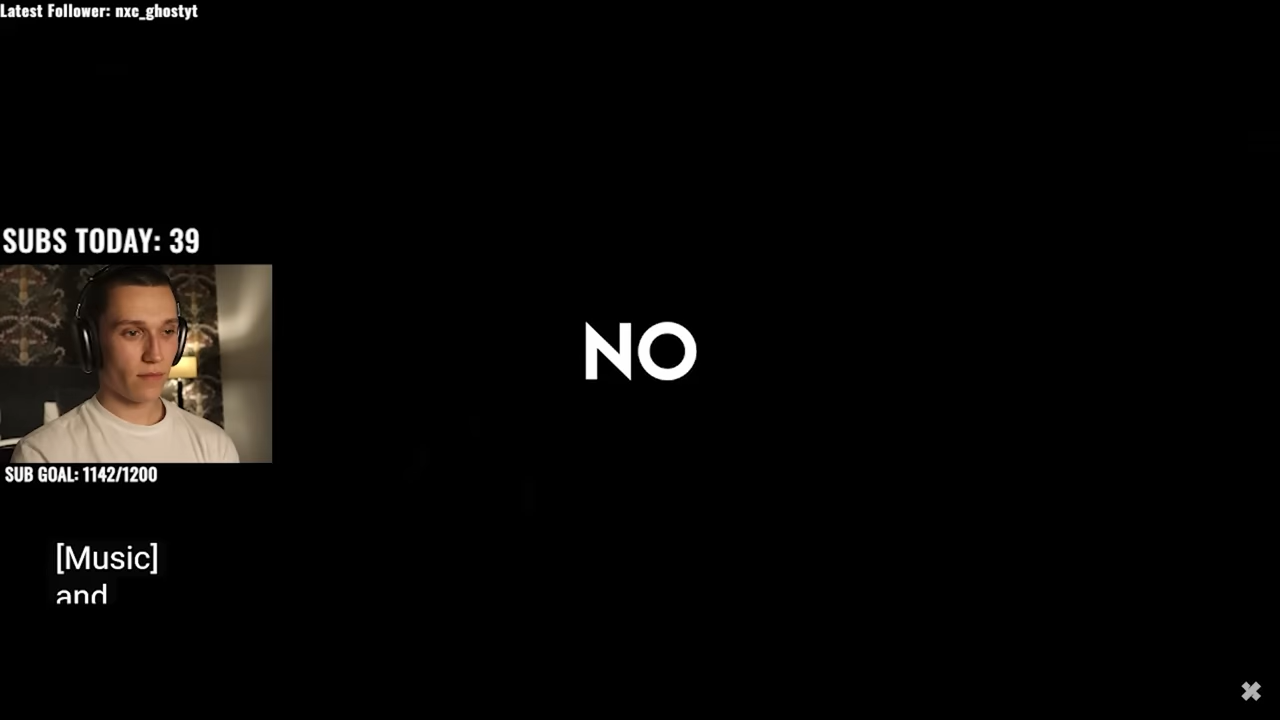 Latest Follower: nxc_ghostyt
SUBS TODAY: 39
NO
SUB GOAL: 1142/1200
[Music]
and